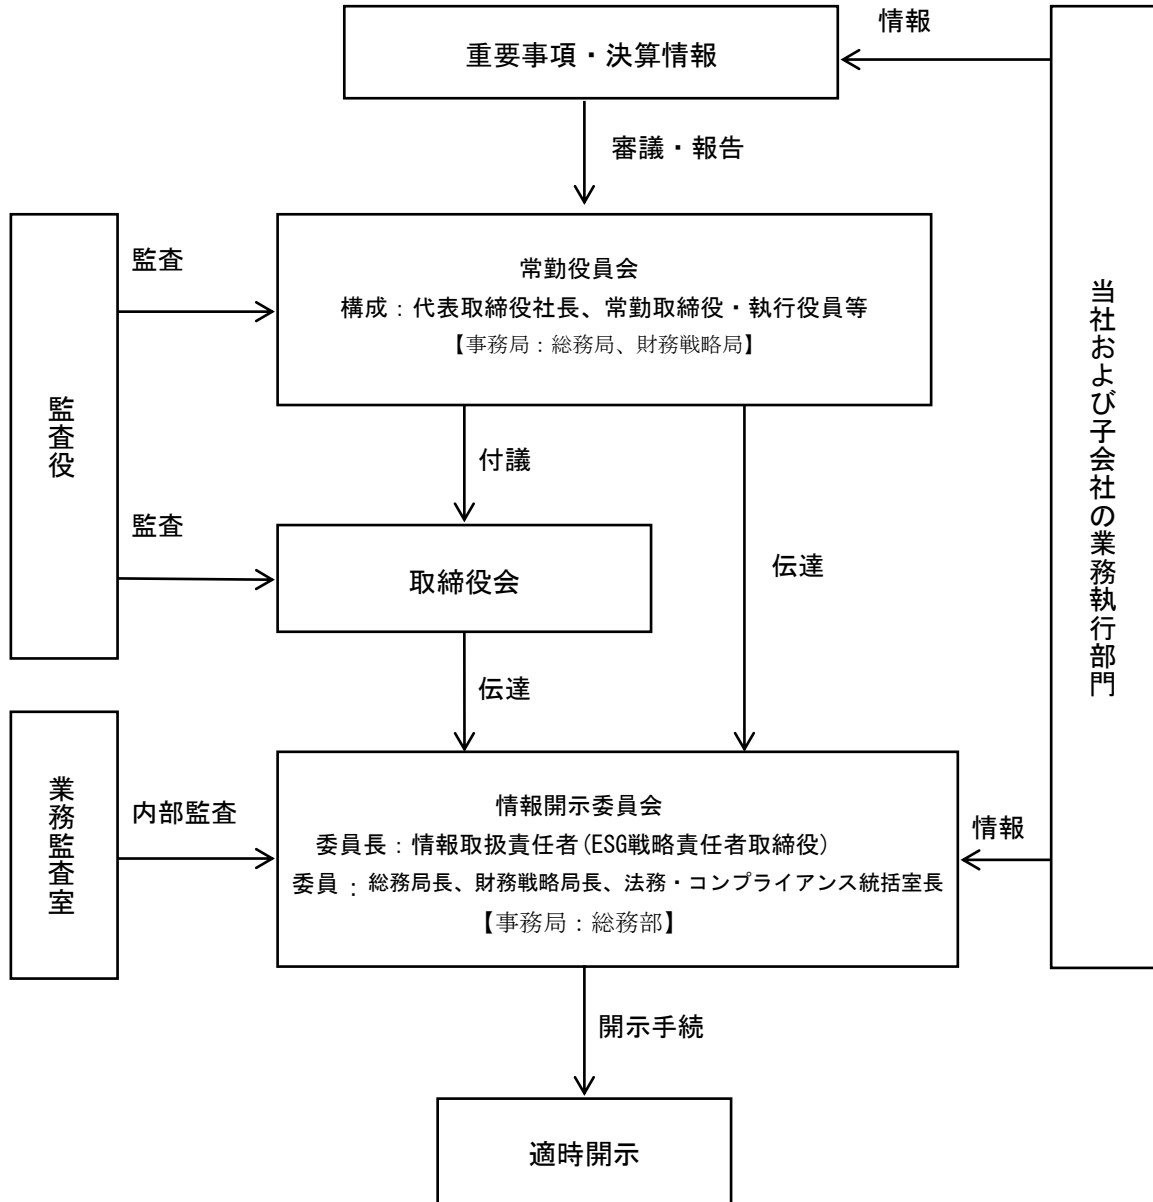 情報
重要事項・決算情報
審議・報告
監査
常勤役員会
構成：代表取締役社長、常勤取締役・執行役員等
【事務局：総務局、財務戦略局】
監査役
付議
監査
取締役会
伝達
伝達
当社および子会社の業務執行部門
業務監査室
内部監査
情報開示委員会
委員長：情報取扱責任者(ESG戦略責任者取締役)
委員：総務局長、財務戦略局長、法務・コンプライアンス統括室長
【事務局：総務部】
情報
開示手続
適時開示